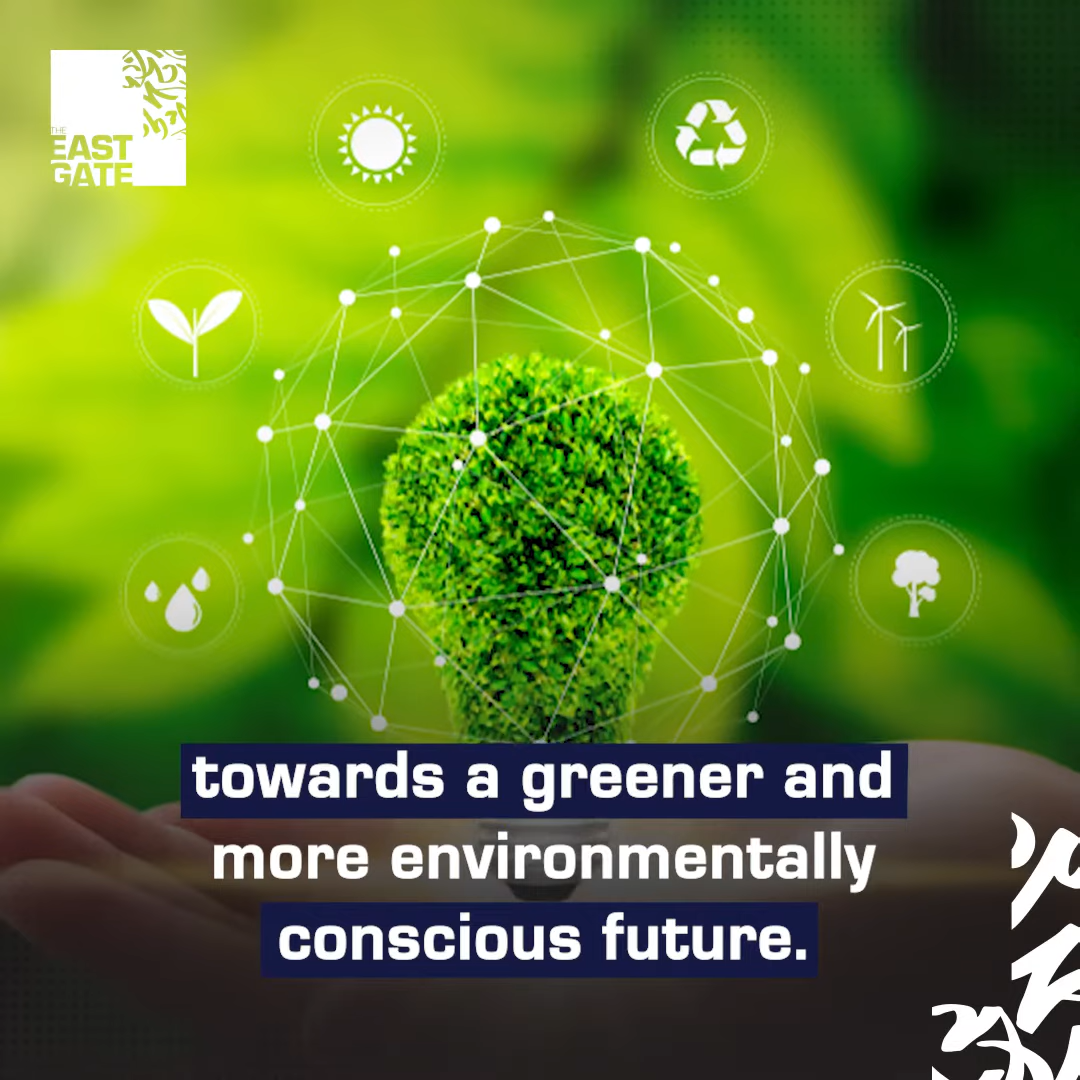 THE
EAST
GATE
towards a greener and
more environmentally
conscious future.